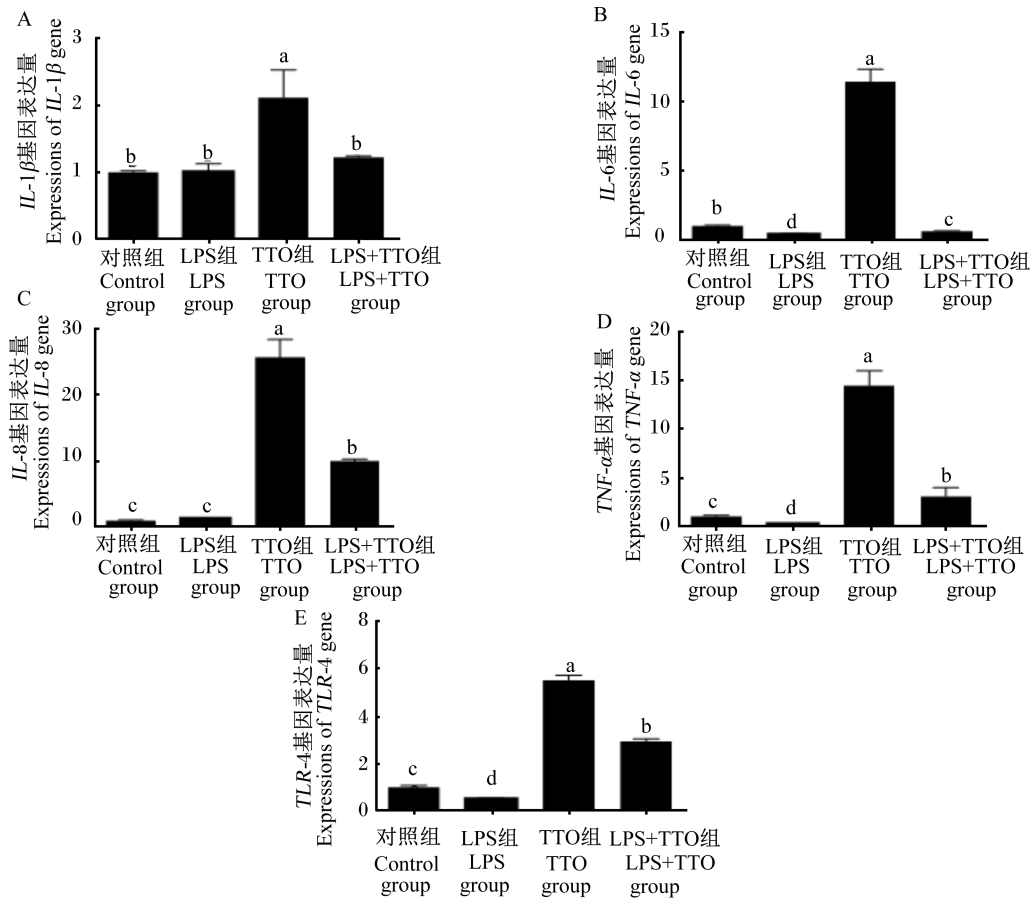 A
IL-1β基因表达量
Expressions of IL-1β gene
3
2
1
0
b
b
a
b
对照组
Control
group
LPS组
LPS
group
TTO组
TTO
group
LPS+TTO组
LPS+TTO
group
B
IL-6基因表达量
Expressions of IL-6 gene
15
10
5
0
b
d
a
c
对照组
Control
group
LPS组
LPS
group
TTO组
TTO
group
LPS+TTO组
LPS+TTO
group
C
IL-8基因表达量
Expressions of IL-8 gene
30
20
10
0
c
c
a
b
对照组
Control
group
LPS组
LPS
group
TTO组
TTO
group
LPS+TTO组
LPS+TTO
group
D
TNF-α基因表达量
Expressions of TNF-α gene
20
15
10
5
0
c
d
a
b
对照组
Control
group
LPS组
LPS
group
TTO组
TTO
group
LPS+TTO组
LPS+TTO
group
E
TLR-4基因表达量
Expressions of TLR-4 gene
8
6
4
2
0
c
d
a
b
对照组
Control
group
LPS组
LPS
group
TTO组
TTO
group
LPS+TTO组
LPS+TTO
group